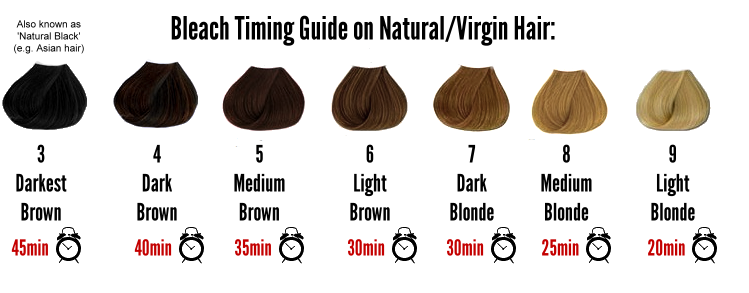 Also known as
'Natural Black'
(e.g. Asian hair)
Bleach Timing Guide on Natural/Virgin Hair:
3
Darkest
Brown
45min
4
Dark
Brown
40min
5
Medium
Brown
35min
6
Light
Brown
30min
7
Dark
Blonde
30min
8
Medium
Blonde
25min
9
Light
Blonde
20min